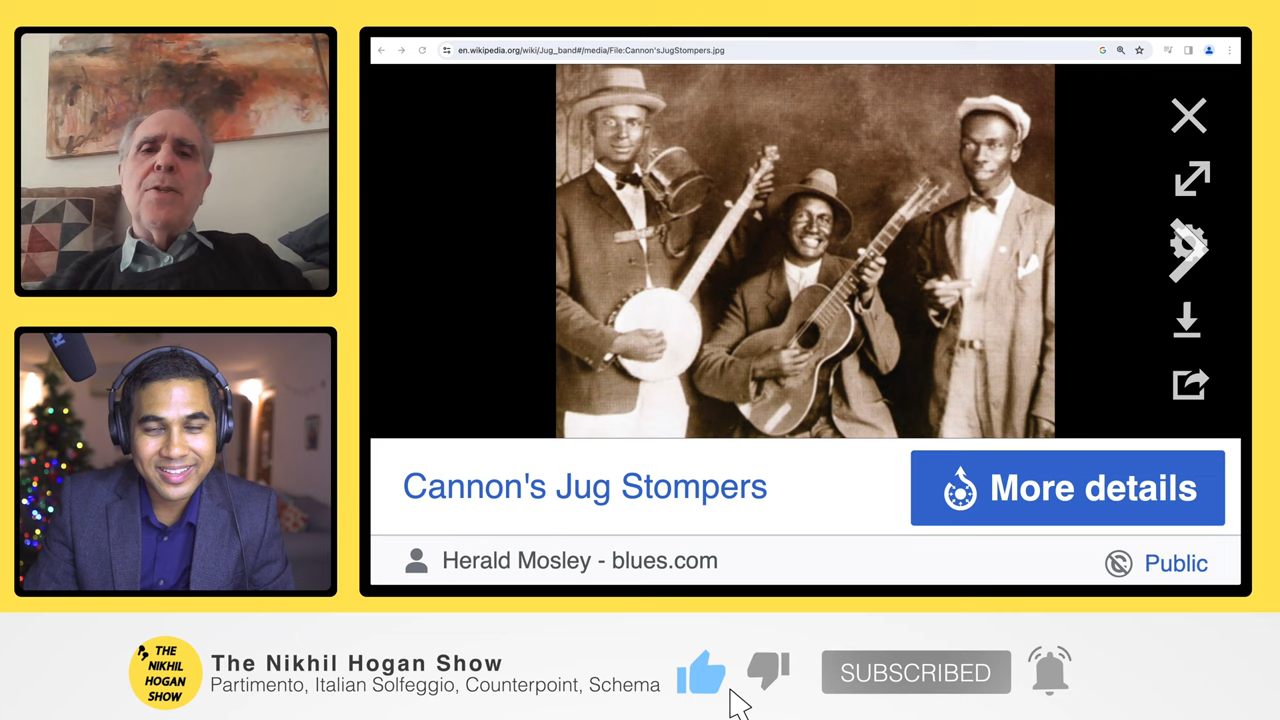 en.wikipedia.org/wiki/Jug_band#/media/File:Cannon'sJugStompers.jpg
Cannon's Jug Stompers
More details
Herald Mosley - blues.com
Public
THE
NIKHIL
HOGAN
SHOW
The Nikhil Hogan Show
Partimento, Italian Solfeggio, Counterpoint, Schema
SUBSCRIBED